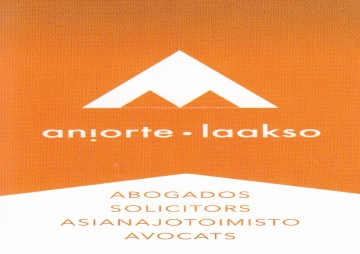 aniorte • laakso
ABOGADOS
SOLICITORS
ASIANAJOTOIMISTO
AVOCATS